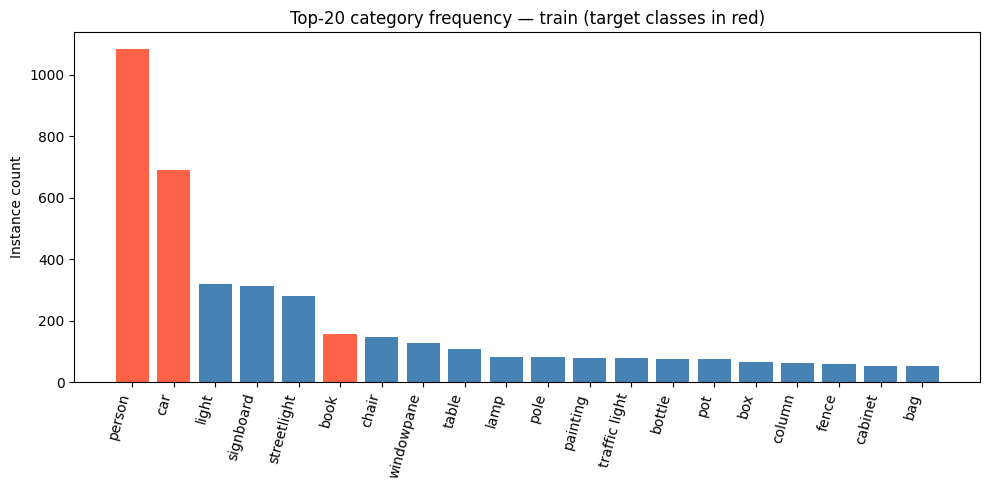 Top-20 category frequency — train (target classes in red)
Instance count
1000
800
600
400
200
0
person
car
light
signboard
streetlight
book
chair
windowpane
table
lamp
pole
painting
traffic light
bottle
pot
box
column
fence
cabinet
bag